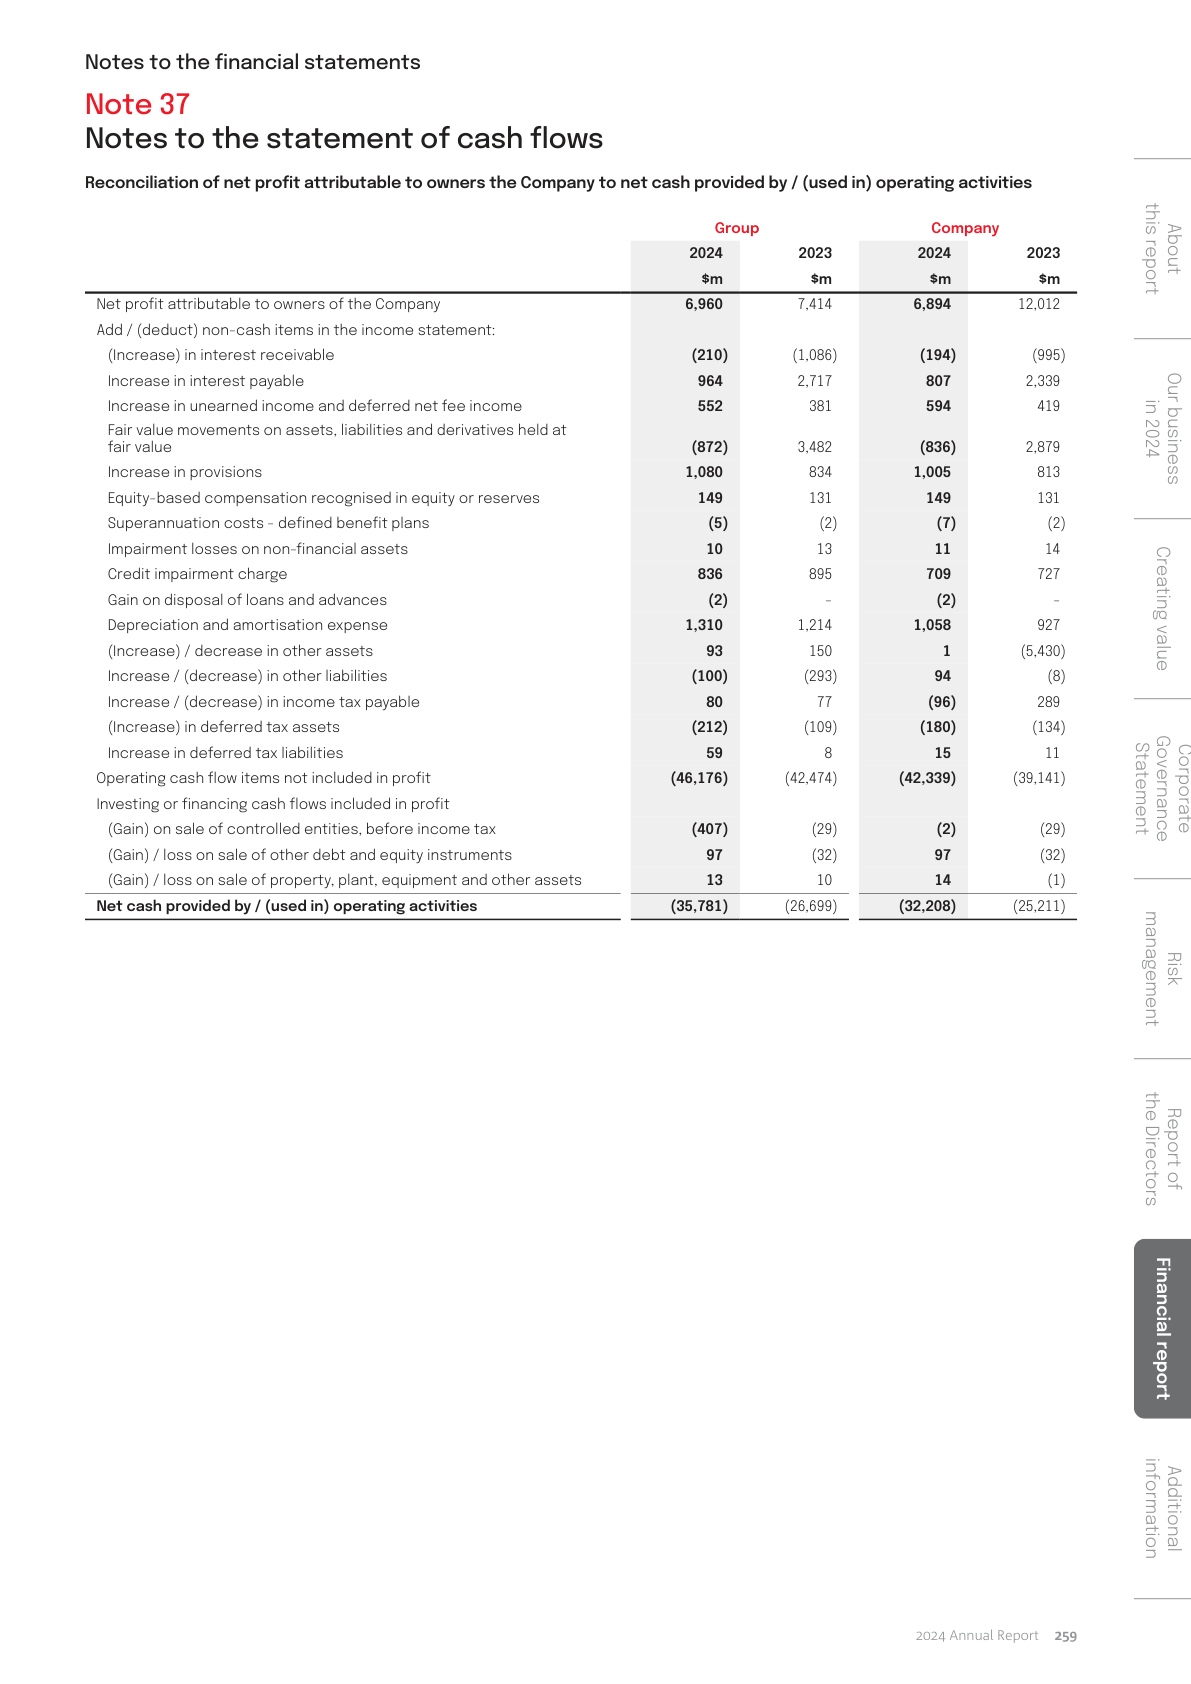 Notes to the financial statements
Note 37
Notes to the statement of cash flows
Reconciliation of net profit attributable to owners the Company to net cash provided by / (used in) operating activities
Group Company
2024 2023 2024 2023
$m $m $m $m
Net profit attributable to owners of the Company 6,960 7,414 6,894 12,012
Add / (deduct) non-cash items in the income statement:
(Increase) in interest receivable (210) (1,086) (194) (995)
Increase in interest payable 964 2,717 807 2,339
Increase in unearned income and deferred net fee income 552 381 594 419
Fair value movements on assets, liabilities and derivatives held at
fair value (872) 3,482 (836) 2,879
Increase in provisions 1,080 834 1,005 813
Equity-based compensation recognised in equity or reserves 149 131 149 131
Superannuation costs - defined benefit plans (5) (2) (7) (2)
Impairment losses on non-financial assets 10 13 11 14
Credit impairment charge 836 895 709 727
Gain on disposal of loans and advances (2) - (2) -
Depreciation and amortisation expense 1,310 1,214 1,058 927
(Increase) / decrease in other assets 93 150 1 (5,430)
Increase / (decrease) in other liabilities (100) (293) 94 (8)
Increase / (decrease) in income tax payable 80 77 (96) 289
(Increase) in deferred tax assets (212) (109) (180) (134)
Increase in deferred tax liabilities 59 8 15 11
Operating cash flow items not included in profit (46,176) (42,474) (42,339) (39,141)
Investing or financing cash flows included in profit
(Gain) on sale of controlled entities, before income tax (407) (29) (2) (29)
(Gain) / loss on sale of other debt and equity instruments 97 (32) 97 (32)
(Gain) / loss on sale of property, plant, equipment and other assets 13 10 14 (1)
Net cash provided by / (used in) operating activities (35,781) (26,699) (32,208) (25,211)
About
this report
Our business
in 2024
Creating value
Corporate
Governance
Statement
Risk
management
Report of
the Directors
Financial report
Additional
information
2024 Annual Report 259